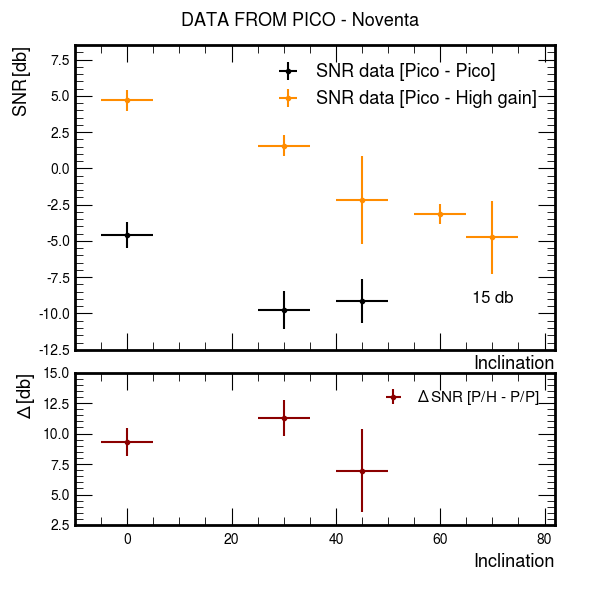 DATA FROM PICO - Noventa
SNR [db]
7.5
5.0
2.5
0.0
-2.5
-5.0
-7.5
-10.0
-12.5
SNR data [Pico - Pico]
SNR data [Pico - High gain]
15 db
Inclination
Δ [db]
15.0
12.5
10.0
7.5
5.0
2.5
Δ SNR [P/H - P/P]
0 20 40 60 80
Inclination